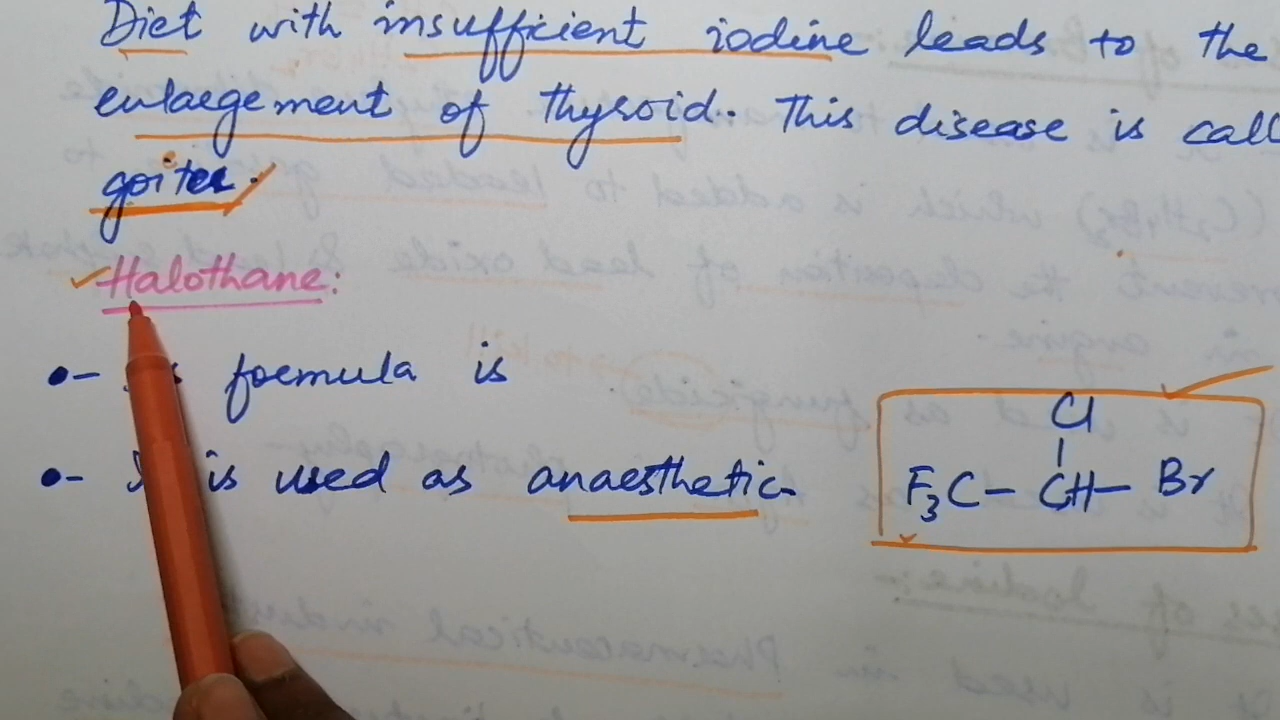 Diet with insufficient iodine leads to the
enlargement of thyroid. This disease is call
goiter.
Halothane:
•- formula is
•- is used as anaesthetic.
Cl
F₃C – CH – Br